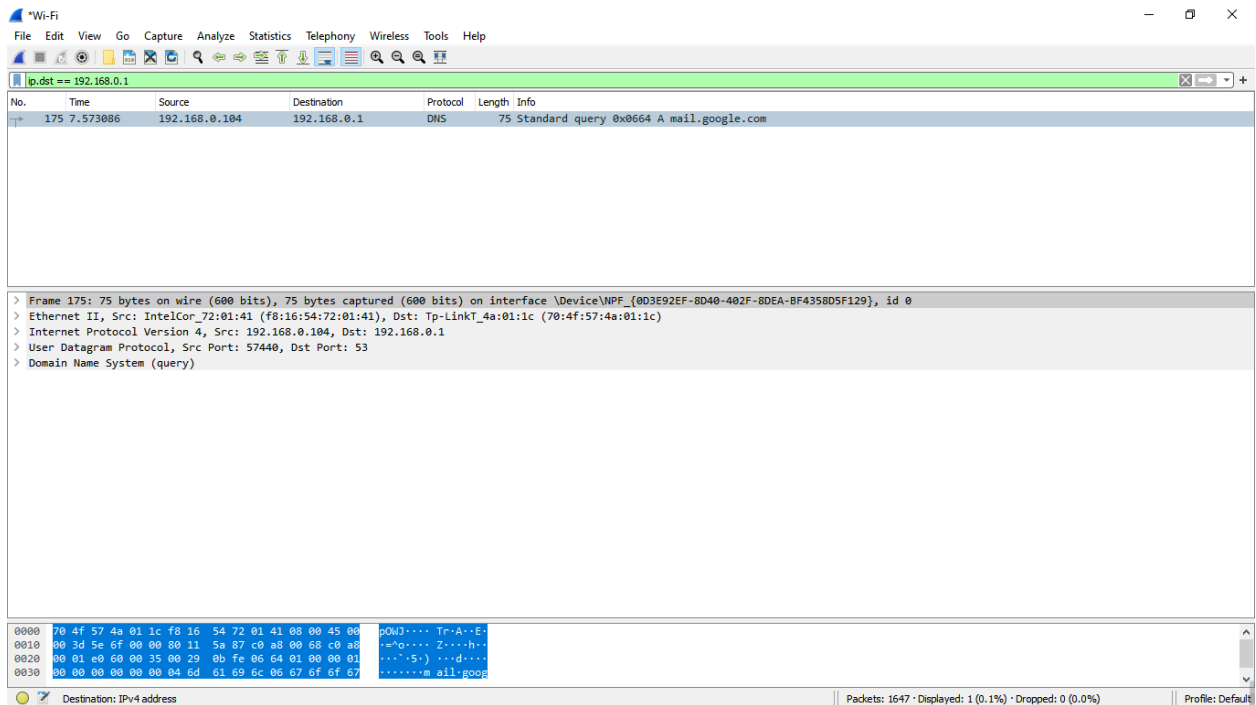 *Wi-Fi
File Edit View Go Capture Analyze Statistics Telephony Wireless Tools Help
ip.dst == 192.168.0.1
No. Time Source Destination Protocol Length Info
175 7.573086 192.168.0.104 192.168.0.1 DNS 75 Standard query 0x0664 A mail.google.com
> Frame 175: 75 bytes on wire (600 bits), 75 bytes captured (600 bits) on interface \Device\NPF_{0D3E92EF-8D40-402F-8DEA-BF4358D5F129}, id 0
> Ethernet II, Src: IntelCor_72:01:41 (f8:16:54:72:01:41), Dst: Tp-LinkT_4a:01:1c (70:4f:57:4a:01:1c)
> Internet Protocol Version 4, Src: 192.168.0.104, Dst: 192.168.0.1
> User Datagram Protocol, Src Port: 57440, Dst Port: 53
> Domain Name System (query)
0000 70 4f 57 4a 01 1c f8 16 54 72 01 41 08 00 45 00 pOWJ···· Tr·A··E·
0010 00 3d 5e 6f 00 00 80 11 5a 87 c0 a8 00 68 c0 a8 ·=^o···· Z····h··
0020 00 01 e0 60 00 35 00 29 0b fe 06 64 01 00 00 01 ···`·5·) ···d····
0030 00 00 00 00 00 00 04 6d 61 69 6c 06 67 6f 6f 67 ·······m ail·goog
Destination: IPv4 address Packets: 1647 · Displayed: 1 (0.1%) · Dropped: 0 (0.0%) Profile: Default